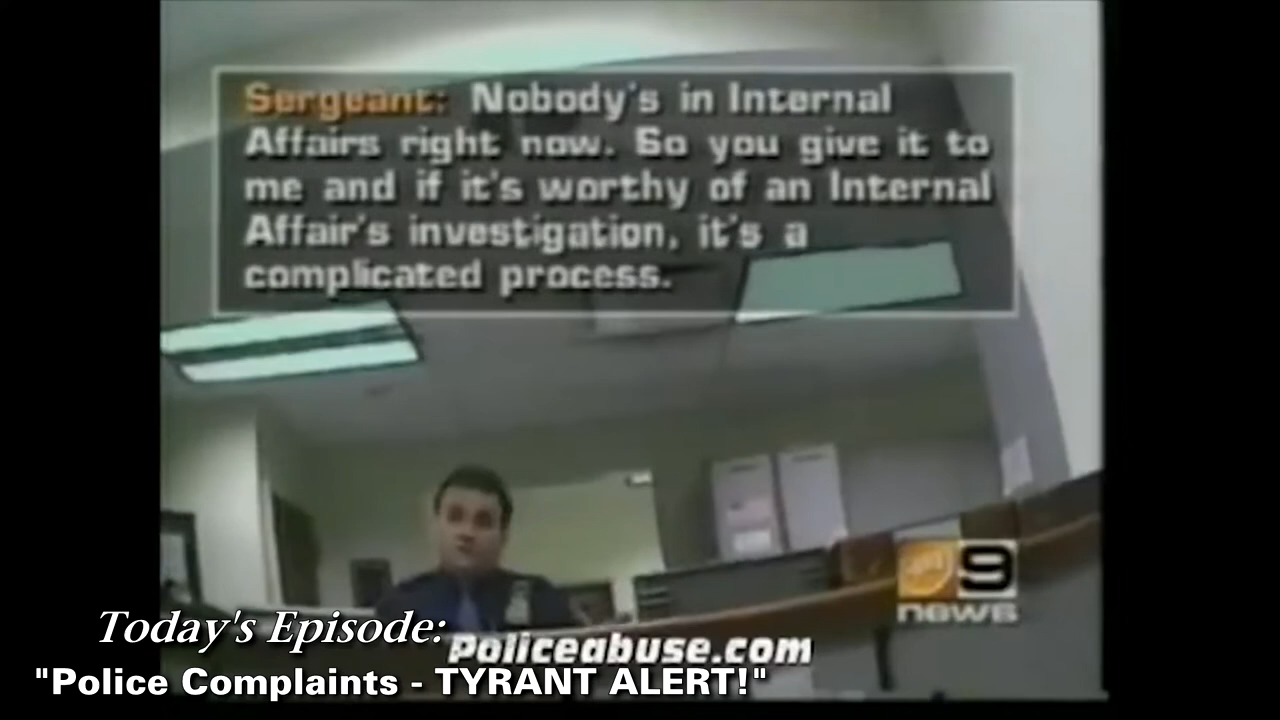 Sergeant: Nobody's in Internal
Affairs right now. So you give it to
me and if it's worthy of an Internal
Affair's investigation, it's a
complicated process.
9
news
Today's Episode:
Policeabuse.com
"Police Complaints - TYRANT ALERT!"